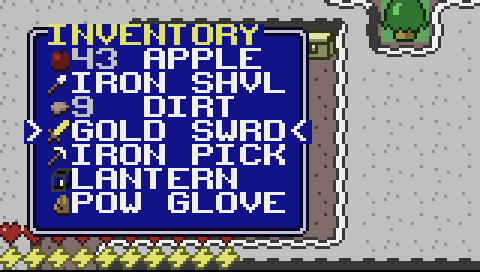 INVENTORY
43 APPLE
IRON SHVL
9 DIRT
> GOLD SWRD <
IRON PICK
LANTERN
POW GLOVE